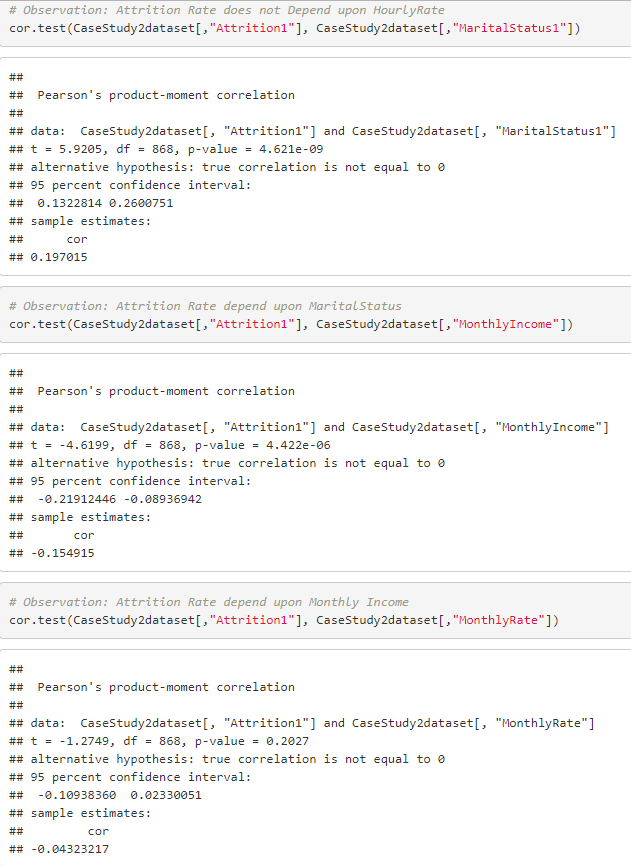 # Observation: Attrition Rate does not Depend upon HourlyRate
cor.test(CaseStudy2dataset[,"Attrition1"], CaseStudy2dataset[,"MaritalStatus1"])
##
##  Pearson's product-moment correlation
##
## data:  CaseStudy2dataset[, "Attrition1"] and CaseStudy2dataset[, "MaritalStatus1"]
## t = 5.9205, df = 868, p-value = 4.621e-09
## alternative hypothesis: true correlation is not equal to 0
## 95 percent confidence interval:
##  0.1322814 0.2600751
## sample estimates:
##      cor
## 0.197015
# Observation: Attrition Rate depend upon MaritalStatus
cor.test(CaseStudy2dataset[,"Attrition1"], CaseStudy2dataset[,"MonthlyIncome"])
##
##  Pearson's product-moment correlation
##
## data:  CaseStudy2dataset[, "Attrition1"] and CaseStudy2dataset[, "MonthlyIncome"]
## t = -4.6199, df = 868, p-value = 4.422e-06
## alternative hypothesis: true correlation is not equal to 0
## 95 percent confidence interval:
##  -0.21912446 -0.08936942
## sample estimates:
##       cor
## -0.154915
# Observation: Attrition Rate depend upon Monthly Income
cor.test(CaseStudy2dataset[,"Attrition1"], CaseStudy2dataset[,"MonthlyRate"])
##
##  Pearson's product-moment correlation
##
## data:  CaseStudy2dataset[, "Attrition1"] and CaseStudy2dataset[, "MonthlyRate"]
## t = -1.2749, df = 868, p-value = 0.2027
## alternative hypothesis: true correlation is not equal to 0
## 95 percent confidence interval:
##  -0.10938360  0.02330051
## sample estimates:
##         cor
## -0.04323217